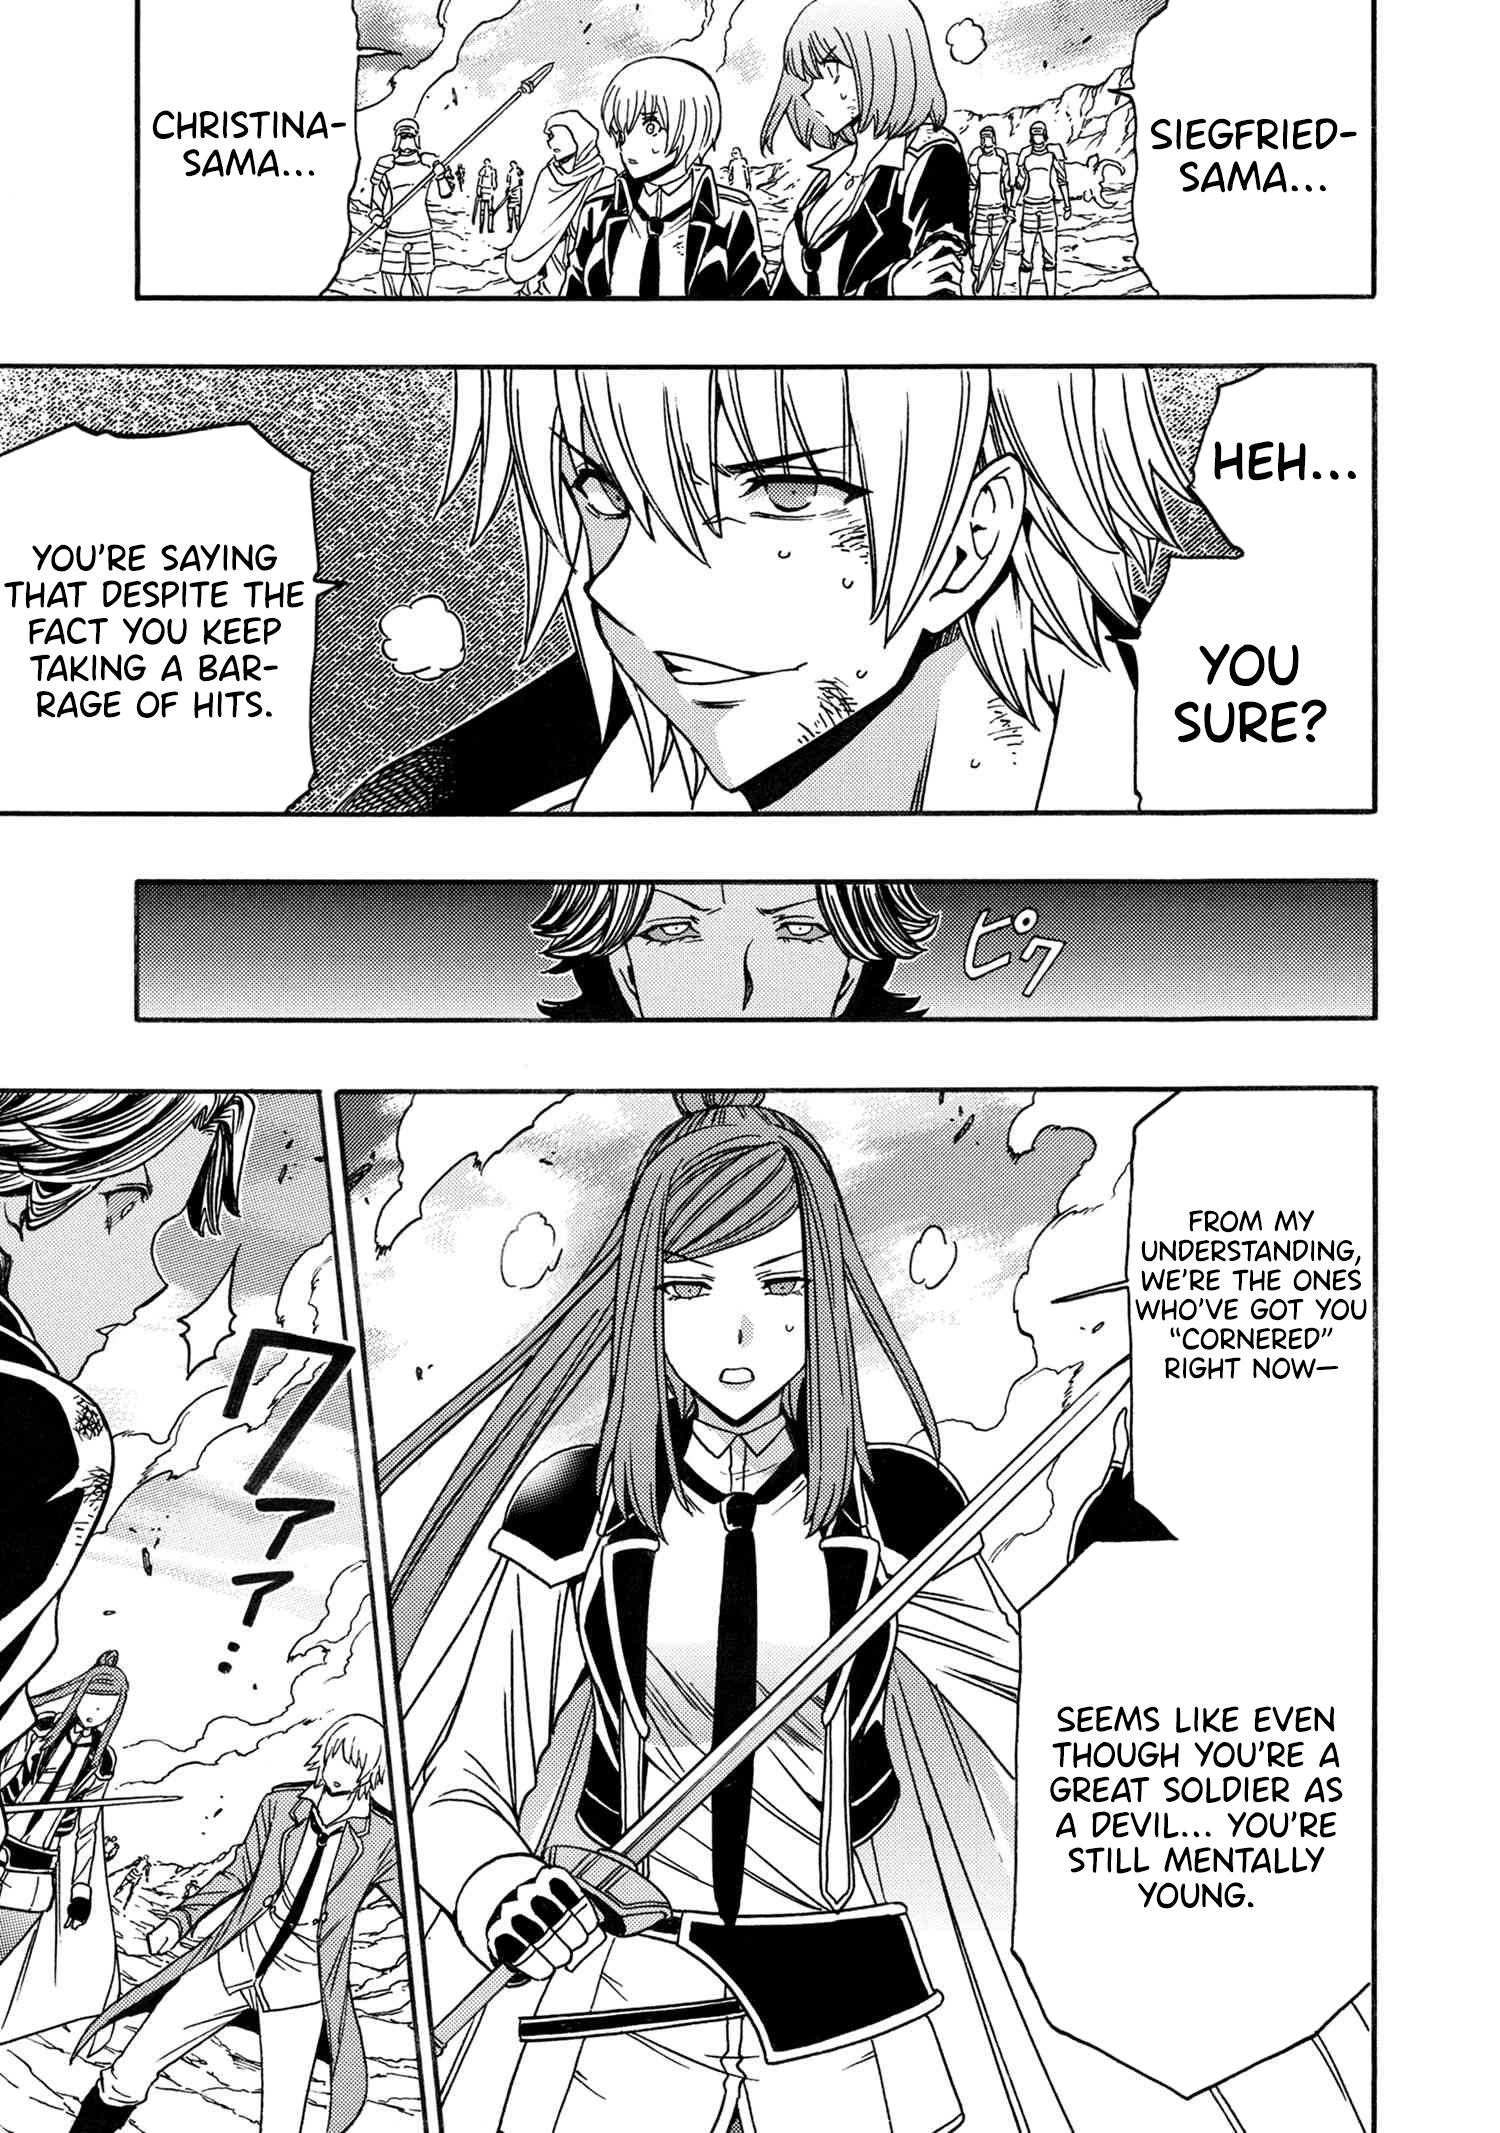 SIEGFRIED-
SAMA...
CHRISTINA-
SAMA...
HEH...
YOU
SURE?
YOU'RE SAYING
THAT DESPITE THE
FACT YOU KEEP
TAKING A BAR-
RAGE OF HITS.
ピク
FROM MY
UNDERSTANDING,
WE'RE THE ONES
WHO'VE GOT YOU
“CORNERED”
RIGHT NOW—
SEEMS LIKE EVEN
THOUGH YOU'RE A
GREAT SOLDIER AS
A DEVIL... YOU'RE
STILL MENTALLY
YOUNG.
ワアア…